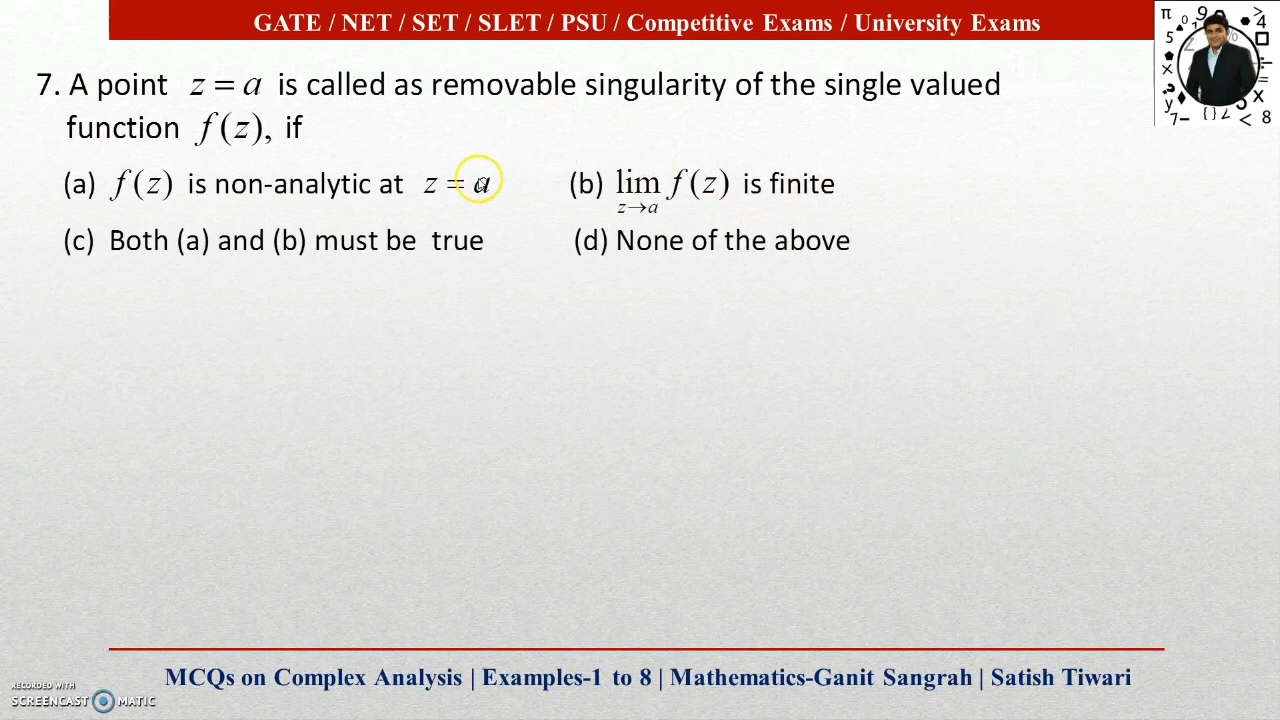 GATE / NET / SET / SLET / PSU / Competitive Exams / University Exams
7. A point z = a is called as removable singularity of the single valued
function f(z), if
(a) f(z) is non-analytic at z = a (b) lim f(z) is finite
z→a
(c) Both (a) and (b) must be true (d) None of the above
MCQs on Complex Analysis | Examples-1 to 8 | Mathematics-Ganit Sangrah | Satish Tiwari
RECORDED WITH
SCREENCAST MATIC